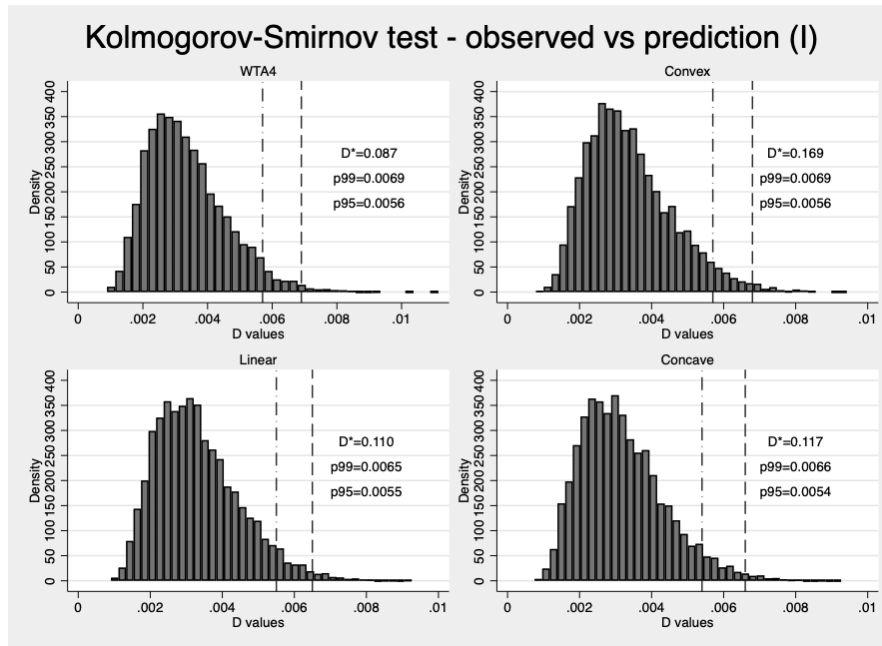 Kolmogorov-Smirnov test - observed vs prediction (I)
WTA4
Density
0 50 100 150 200 250 300 350 400
D*=0.087
p99=0.0069
p95=0.0056
0 .002 .004 .006 .008 .01
D values
Convex
Density
0 50 100 150 200 250 300 350 400
D*=0.169
p99=0.0069
p95=0.0056
0 .002 .004 .006 .008 .01
D values
Linear
Density
0 50 100 150 200 250 300 350 400
D*=0.110
p99=0.0065
p95=0.0055
0 .002 .004 .006 .008 .01
D values
Concave
Density
0 50 100 150 200 250 300 350 400
D*=0.117
p99=0.0066
p95=0.0054
0 .002 .004 .006 .008 .01
D values